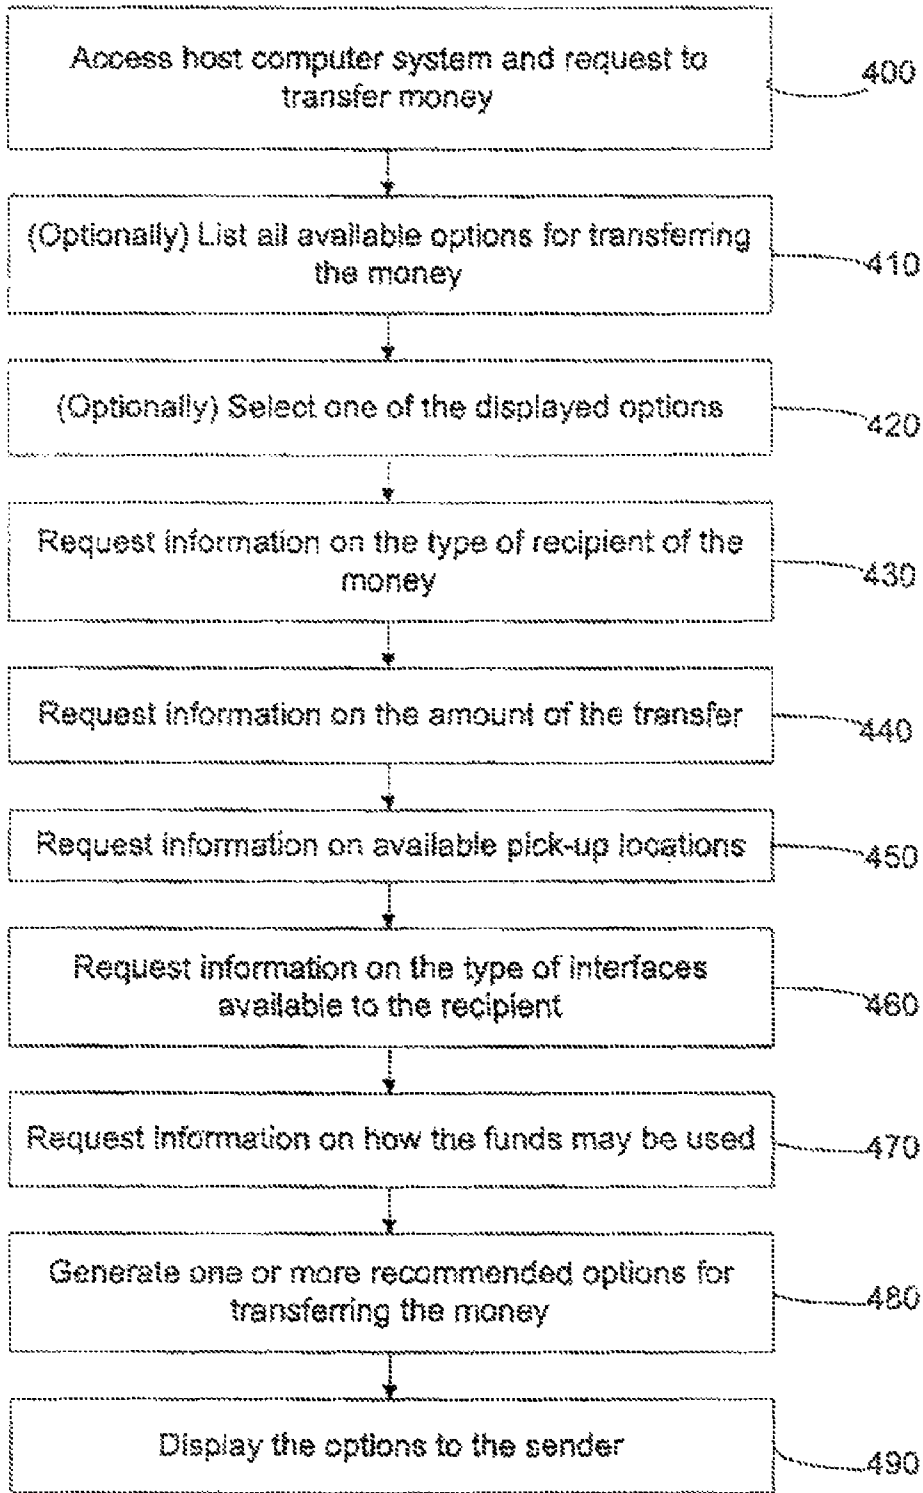 Access host computer system and request to
transfer money
400
(Optionally) List all available options for transferring
the money
410
(Optionally) Select one of the displayed options
420
Request information on the type of recipient of the
money
430
Request information on the amount of the transfer
440
Request information on available pick-up locations
450
Request information on the type of interfaces
available to the recipient
460
Request information on how the funds may be used
470
Generate one or more recommended options for
transferring the money
480
Display the options to the sender
490